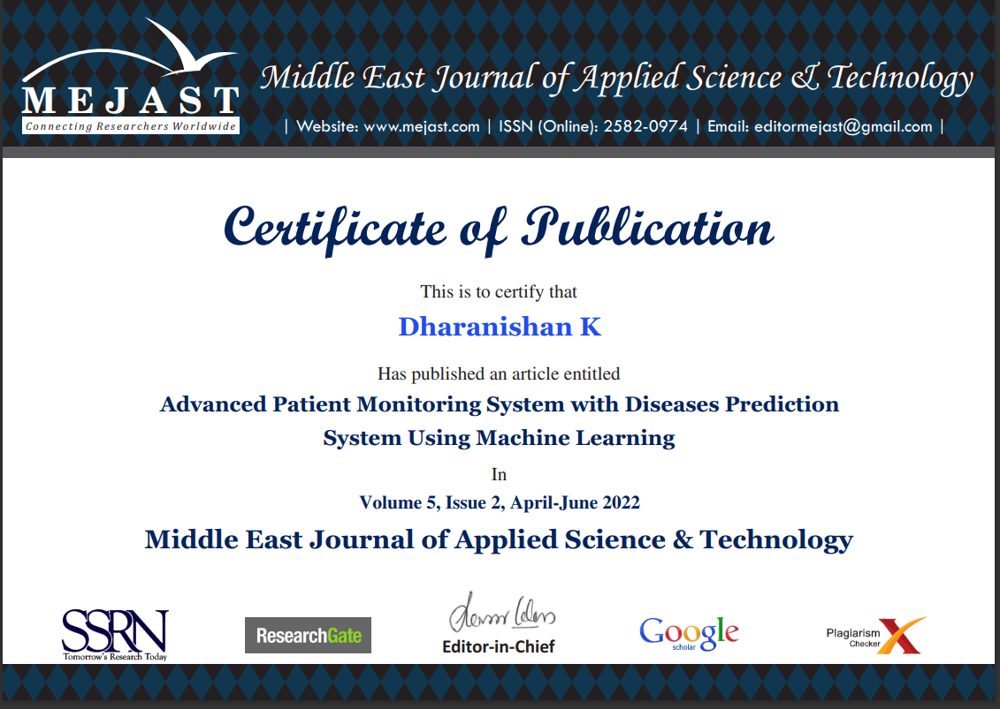 MEJAST
Connecting Researchers Worldwide
Middle East Journal of Applied Science & Technology
| Website: www.mejast.com | ISSN (Online): 2582-0974 | Email: editormejast@gmail.com |
Certificate of Publication
This is to certify that
Dharanishan K
Has published an article entitled
Advanced Patient Monitoring System with Diseases Prediction
System Using Machine Learning
In
Volume 5, Issue 2, April-June 2022
Middle East Journal of Applied Science & Technology
SSRN
Tomorrow's Research Today
ResearchGate
Editor-in-Chief
Google
scholar
Plagiarism
Checker
X